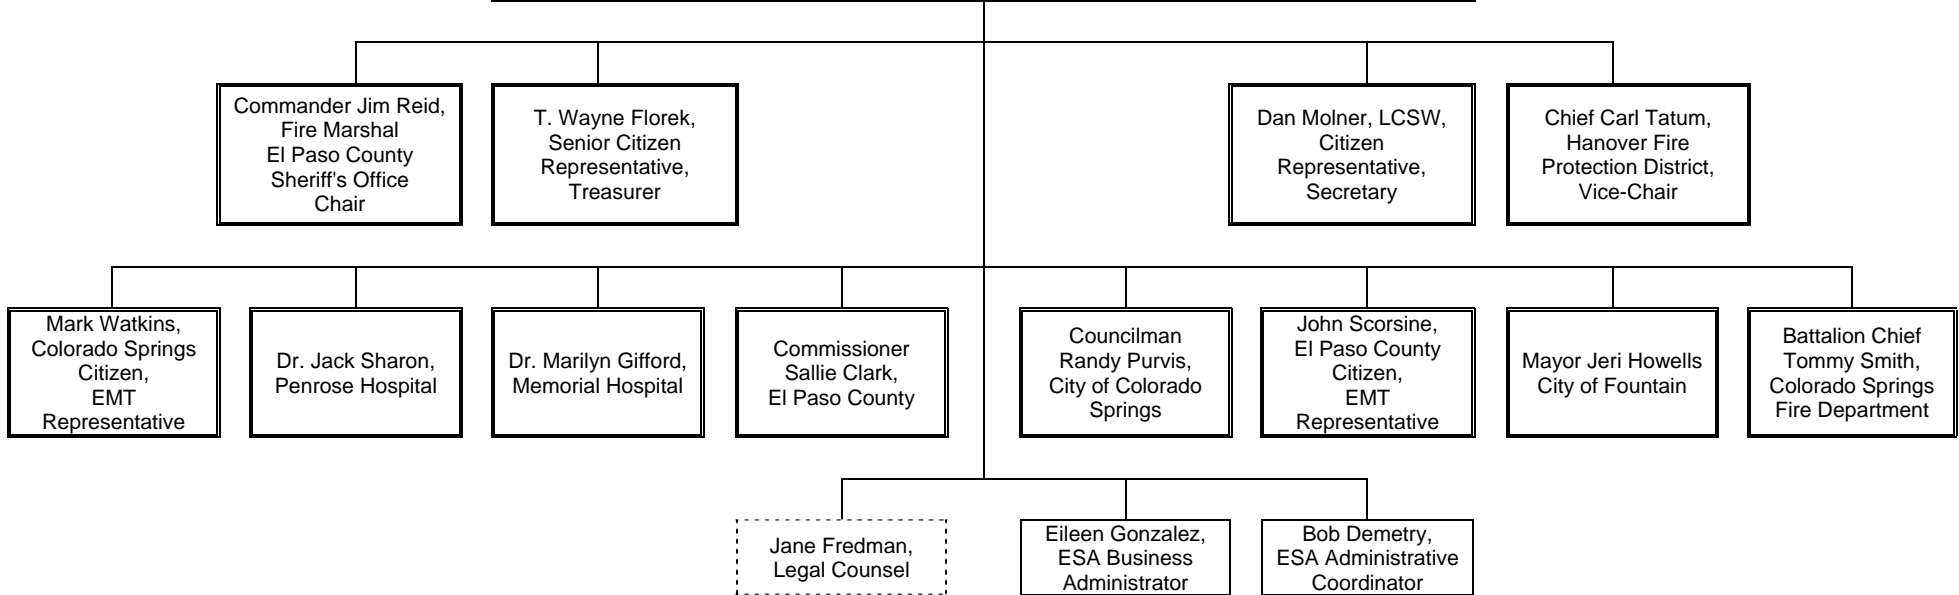 Commander Jim Reid,
Fire Marshal
El Paso County
Sheriff's Office
Chair
T. Wayne Florek,
Senior Citizen
Representative,
Treasurer
Dan Molner, LCSW,
Citizen
Representative,
Secretary
Chief Carl Tatum,
Hanover Fire
Protection District,
Vice-Chair
Mark Watkins,
Colorado Springs
Citizen,
EMT
Representative
Dr. Jack Sharon,
Penrose Hospital
Dr. Marilyn Gifford,
Memorial Hospital
Commissioner
Sallie Clark,
El Paso County
Councilman
Randy Purvis,
City of Colorado
Springs
John Scorsine,
El Paso County
Citizen,
EMT
Representative
Mayor Jeri Howells
City of Fountain
Battalion Chief
Tommy Smith,
Colorado Springs
Fire Department
Jane Fredman,
Legal Counsel
Eileen Gonzalez,
ESA Business
Administrator
Bob Demetry,
ESA Administrative
Coordinator